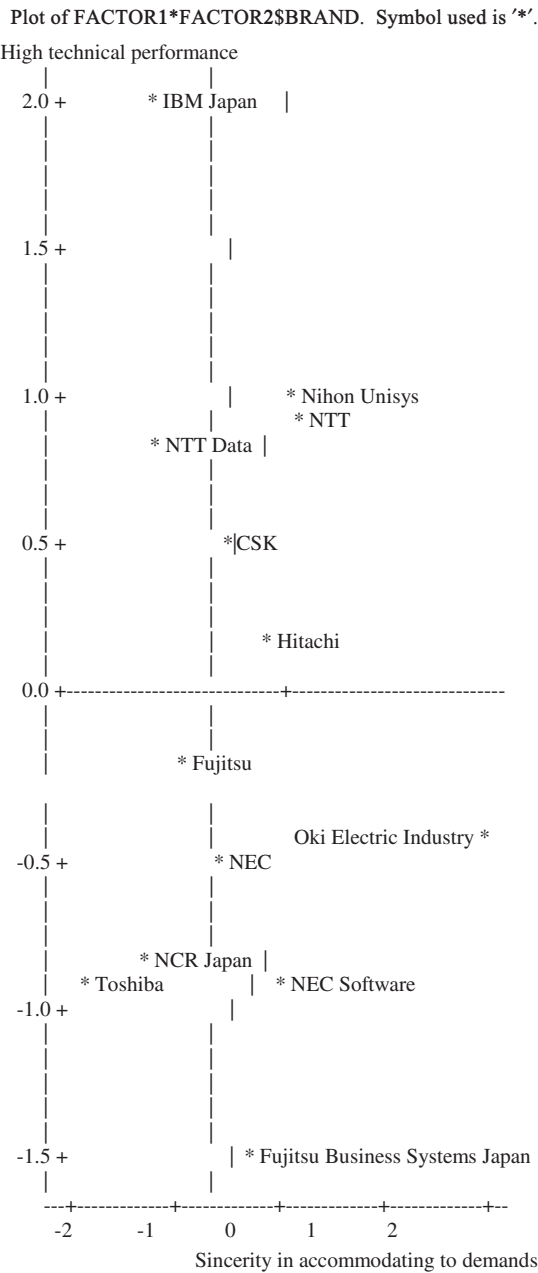 Plot of FACTOR1*FACTOR2$BRAND. Symbol used is ′*′.
High technical performance
|       |
2.0 +       * IBM Japan    |
|       |
|       |
|       |
|       |
|       |
1.5 +       |
|       |
|       |
|       |
|       |
|       |
1.0 +       |       * Nihon Unisys
|       |       * NTT
|       * NTT Data  |
|       |
|       |
|       |
0.5 +       *|CSK
|       |
|       |
|       |
|       |       * Hitachi
|       |
0.0 +-------------------------------+------------------------------
|       |
|       |
|       * Fujitsu
|       |
|       |       Oki Electric Industry *
-0.5 +       * NEC
|       |
|       |
|       |
|       * NCR Japan  |
|       * Toshiba       |       * NEC Software
-1.0 +       |
|       |
|       |
|       |
|       |
|       |
-1.5 +       |  * Fujitsu Business Systems Japan
|       |
---+--------------+--------------+--------------+--------------+--
-2       -1       0       1       2
Sincerity in accommodating to demands